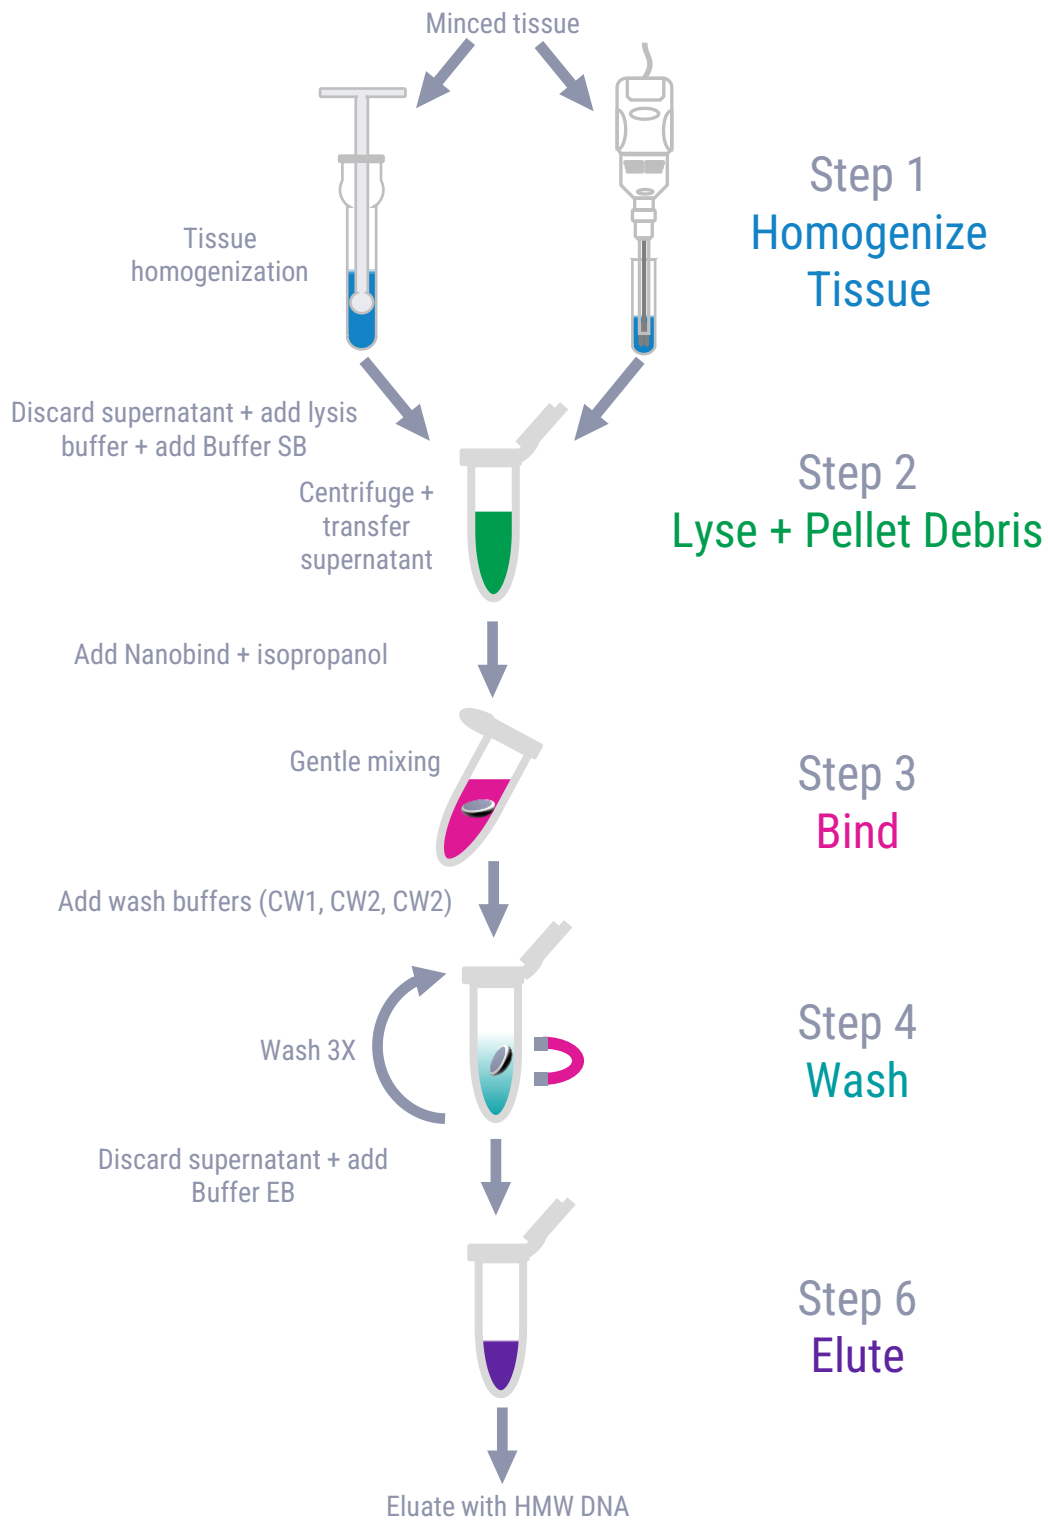 Minced tissue
Step 1
Homogenize
Tissue
Tissue
homogenization
Discard supernatant + add lysis
buffer + add Buffer SB
Step 2
Lyse + Pellet Debris
Centrifuge +
transfer
supernatant
Add Nanobind + isopropanol
Gentle mixing
Step 3
Bind
Add wash buffers (CW1, CW2, CW2)
Step 4
Wash
Wash 3X
Discard supernatant + add
Buffer EB
Step 6
Elute
Eluate with HMW DNA